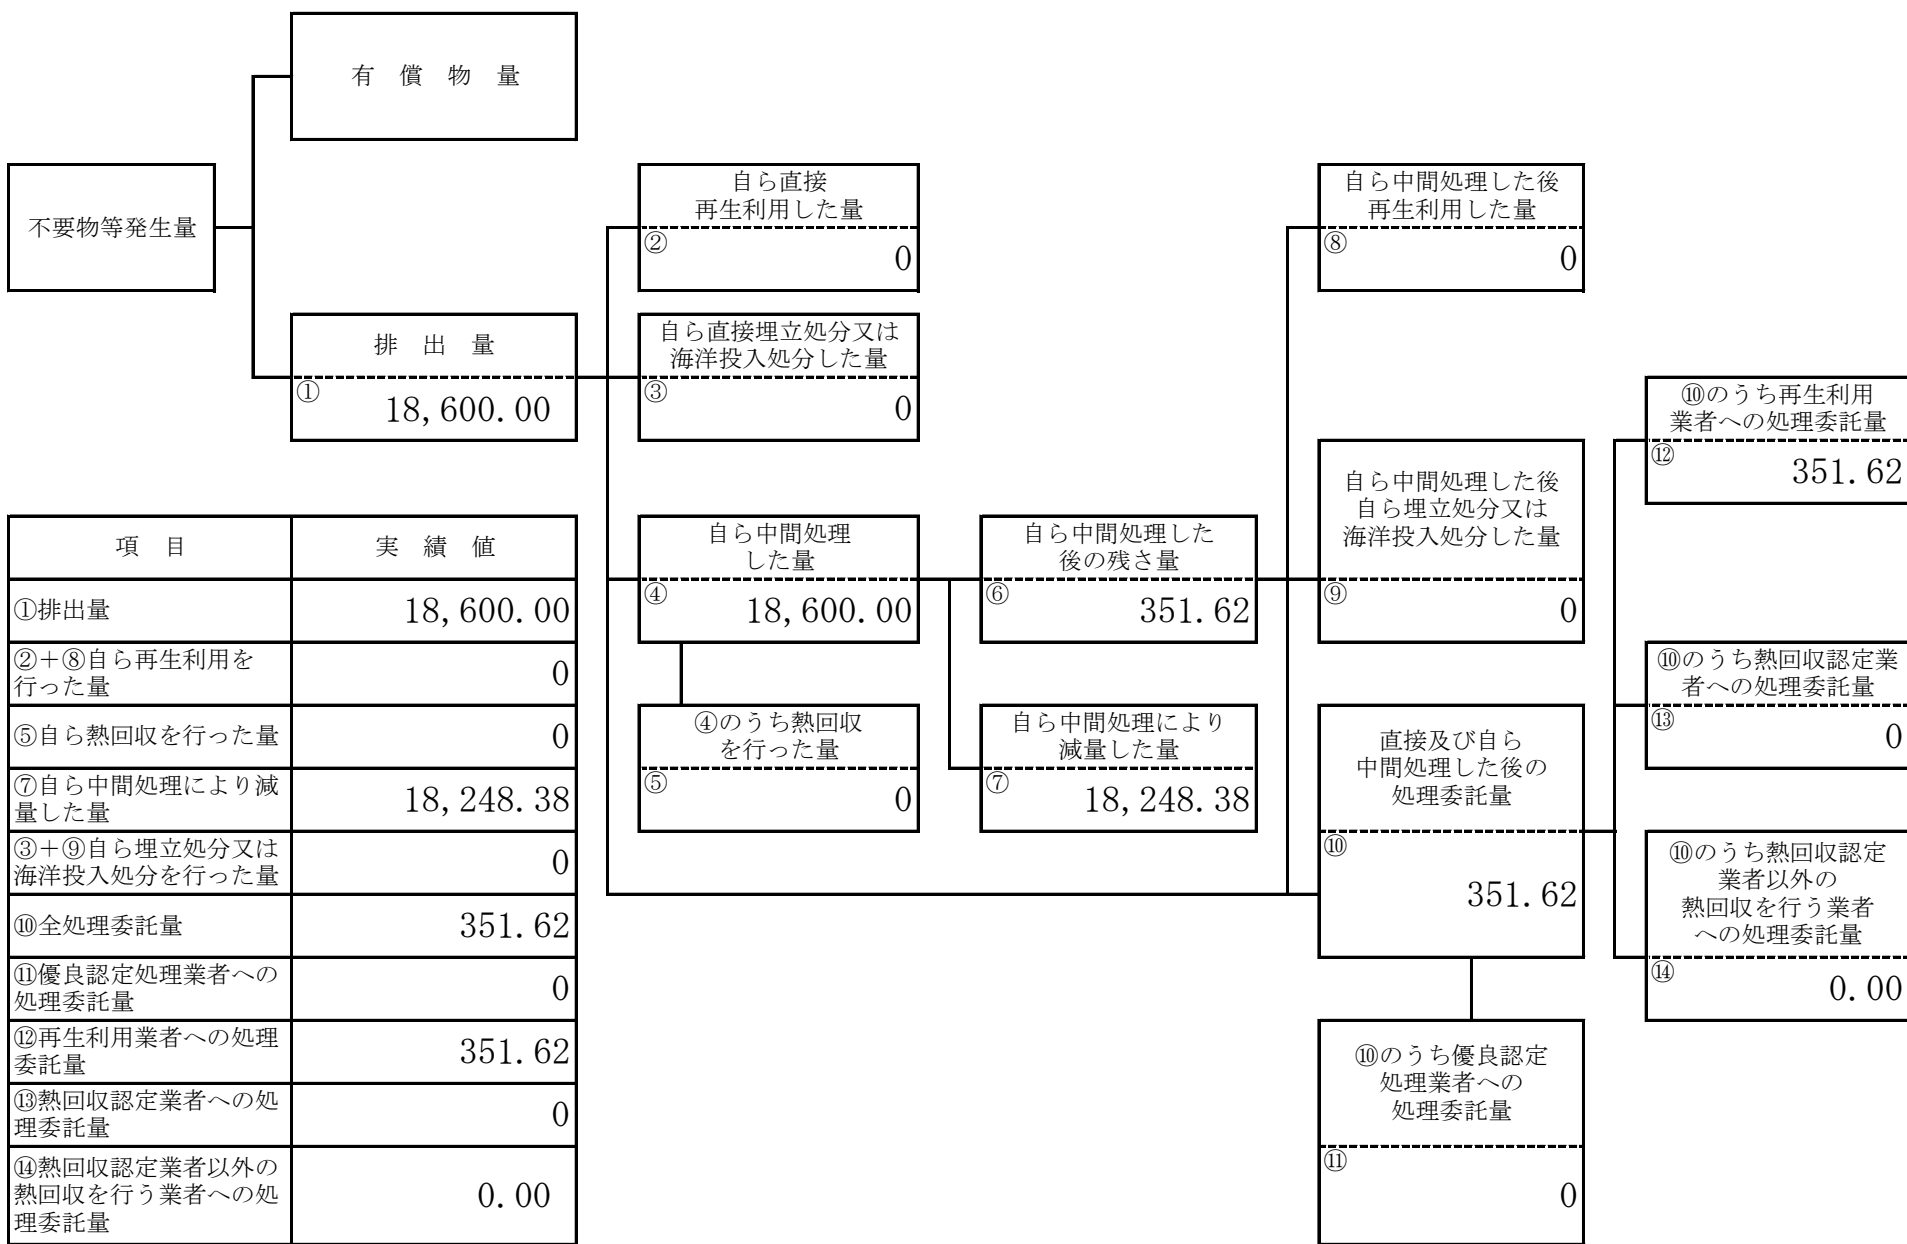 有 償 物 量
不要物等発生量
排 出 量
①
18,600.00
自ら直接
再生利用した量
②
0
自ら直接埋立処分又は
海洋投入処分した量
③
0
自ら中間処理
した量
④
18,600.00
④のうち熱回収
を行った量
⑤
0
自ら中間処理した
後の残さ量
⑥
351.62
自ら中間処理により
減量した量
⑦
18,248.38
自ら中間処理した後
再生利用した量
⑧
0
自ら中間処理した後
自ら埋立処分又は
海洋投入処分した量
⑨
0
直接及び自ら
中間処理した後の
処理委託量
⑩
351.62
⑩のうち優良認定
処理業者への
処理委託量
⑪
0
⑩のうち再生利用
業者への処理委託量
⑫
351.62
⑩のうち熱回収認定業
者への処理委託量
⑬
0
⑩のうち熱回収認定
業者以外の
熱回収を行う業者
への処理委託量
⑭
0.00
項 目 実 績 値
①排出量 18,600.00
②＋⑧自ら再生利用を
行った量
0
⑤自ら熱回収を行った量 0
⑦自ら中間処理により減
量した量
18,248.38
③＋⑨自ら埋立処分又は
海洋投入処分を行った量
0
⑩全処理委託量 351.62
⑪優良認定処理業者への
処理委託量
0
⑫再生利用業者への処理
委託量
351.62
⑬熱回収認定業者への処
理委託量
0
⑭熱回収認定業者以外の
熱回収を行う業者への処
理委託量
0.00